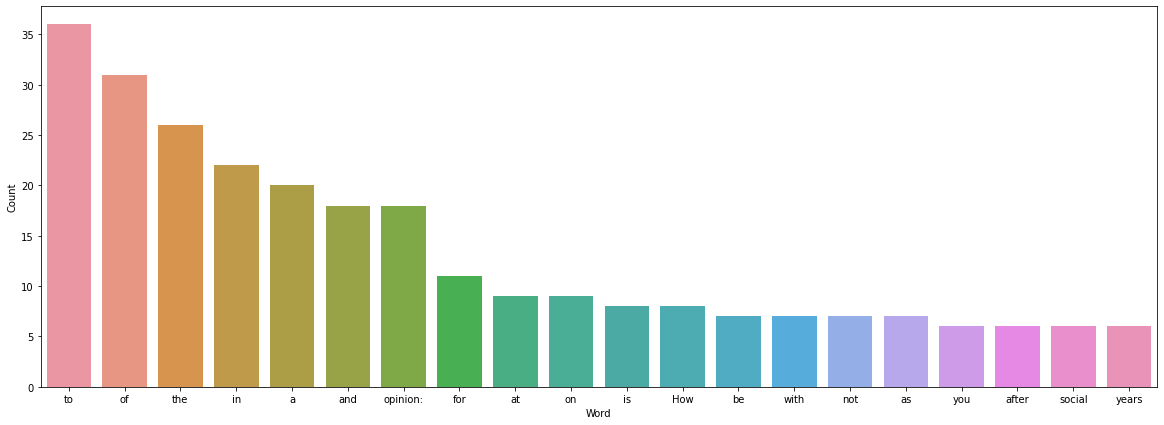 35
30
25
20
15
10
5
0
Count
to of the in a and opinion: for at on is How be with not as you after social years
Word